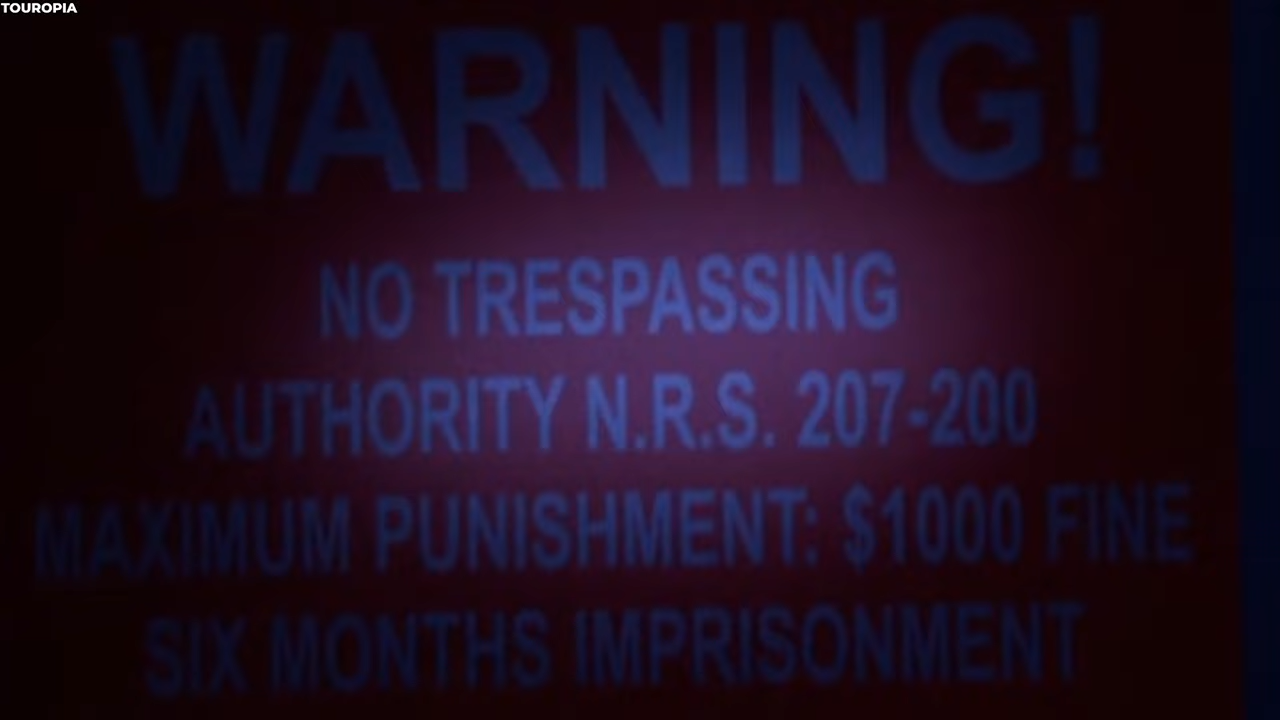 TOUROPIA
WARNING!
NO TRESPASSING
AUTHORITY N.R.S. 207-200
MAXIMUM PUNISHMENT: $1000 FINE
SIX MONTHS IMPRISONMENT